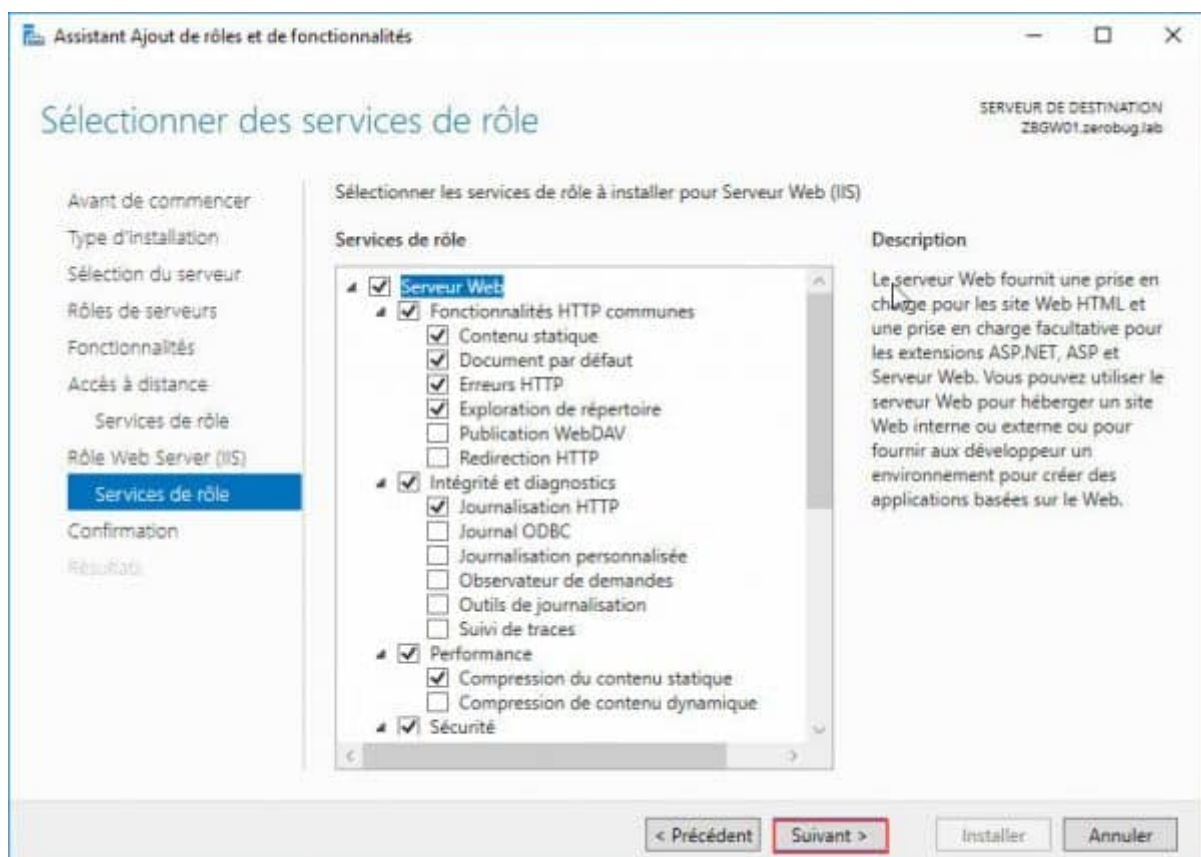 Assistant Ajout de rôles et de fonctionnalités
Sélectionner des services de rôle
SERVEUR DE DESTINATION
ZBGW01.zerobug.lab
Avant de commencer
Type d'installation
Sélection du serveur
Rôles de serveurs
Fonctionnalités
Accès à distance
Services de rôle
Rôle Web Server (IIS)
Services de rôle
Confirmation
Résultats
Sélectionner les services de rôle à installer pour Serveur Web (IIS)
Services de rôle
Serveur Web
Fonctionnalités HTTP communes
Contenu statique
Document par défaut
Erreurs HTTP
Exploration de répertoire
Publication WebDAV
Redirection HTTP
Intégrité et diagnostics
Journalisation HTTP
Journal ODBC
Journalisation personnalisée
Observateur de demandes
Outils de journalisation
Suivi de traces
Performance
Compression du contenu statique
Compression de contenu dynamique
Sécurité
Description
Le serveur Web fournit une prise en
charge pour les site Web HTML et
une prise en charge facultative pour
les extensions ASP.NET, ASP et
Serveur Web. Vous pouvez utiliser le
serveur Web pour héberger un site
Web interne ou externe ou pour
fournir aux développeur un
environnement pour créer des
applications basées sur le Web.
< Précédent
Suivant >
Installer
Annuler